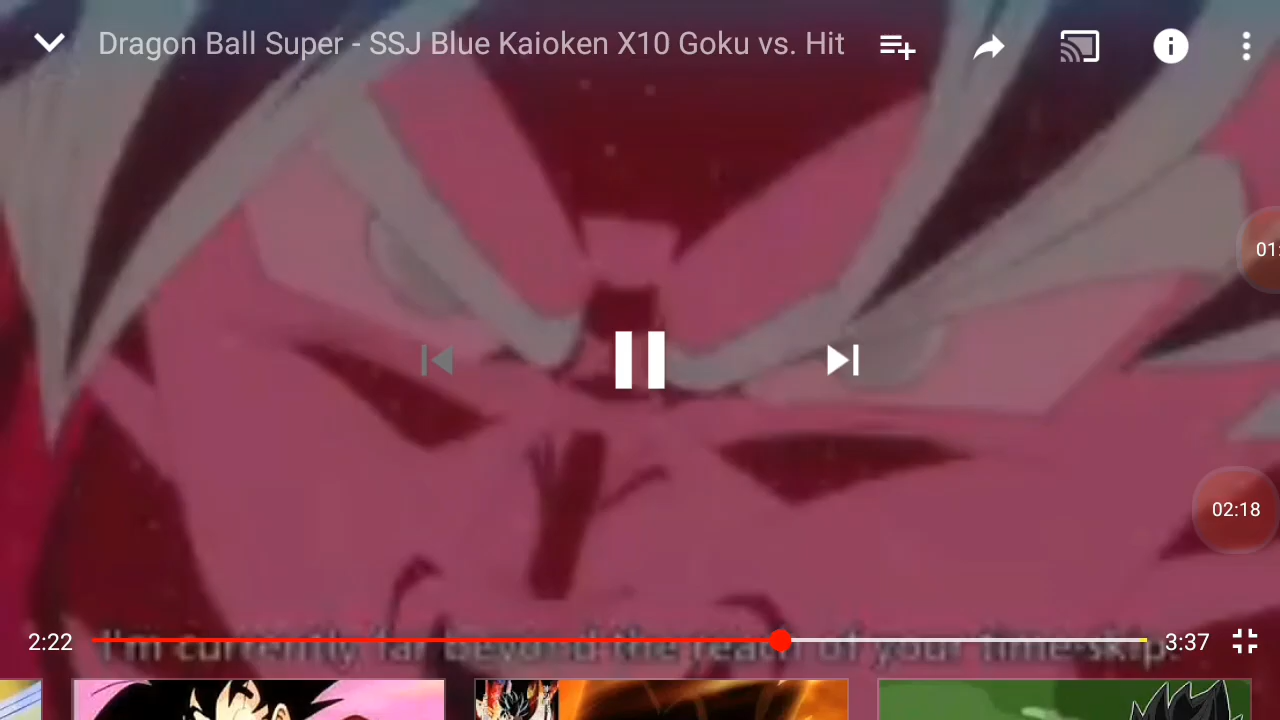 Dragon Ball Super - SSJ Blue Kaioken X10 Goku vs. Hit
01:
02:18
2:22
3:37
I'm currently far beyond the reach of your time-skip.